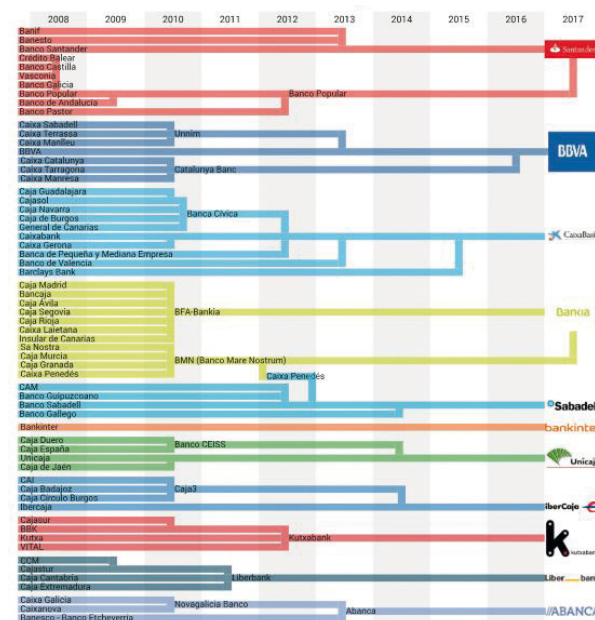 2008 2009 2010 2011 2012 2013 2014 2015 2016 2017
Banif
Banesto
Banco Santander
Santander
Crédito Balear
Banco Castilla
Vasconia
Banco Galicia
Banco Popular
Banco Popular
Banco de Andalucía
Banco Pastor
Caixa Sabadell
Caixa Terrassa
Unnim
Caixa Manlleu
BBVA
BBVA
Caixa Catalunya
Caixa Tarragona
Catalunya Banc
Caixa Manresa
Caja Guadalajara
Cajasol
Caja Navarra
Banca Cívica
Caja de Burgos
General de Canarias
Caixabank
CaixaBank
Caixa Gerona
Banca de Pequeña y Mediana Empresa
Banco de Valencia
Barclays Bank
Caja Madrid
Bancaja
Caja Ávila
Caja Segovia
BFA-Bankia
Bankia
Caja Rioja
Caixa Laietana
Insular de Canarias
Sa Nostra
Caja Murcia
BMN (Banco Mare Nostrum)
Caja Granada
Caixa Penedés
Caixa Penedés
CAM
Banco Guipuzcoano
Banco Sabadell
Sabadell
Banco Gallego
Bankinter
bankinter
Caja Duero
Caja España
Banco CEISS
Unicaja
Unicaja
Caja de Jaén
CAI
Caja Badajoz
Caja3
Caja Círculo Burgos
Ibercaja
iberCaja
Cajasur
BBK
Kutxa
Kutxabank
k
kutxabank
VITAL
CCM
Cajastur
Caja Cantabria
Liberbank
Liber bank
Caja Extremadura
Caixa Galicia
Novagalicia Banco
Caixanova
Abanca
//ABANCA
Banesco - Banco Etcheverría